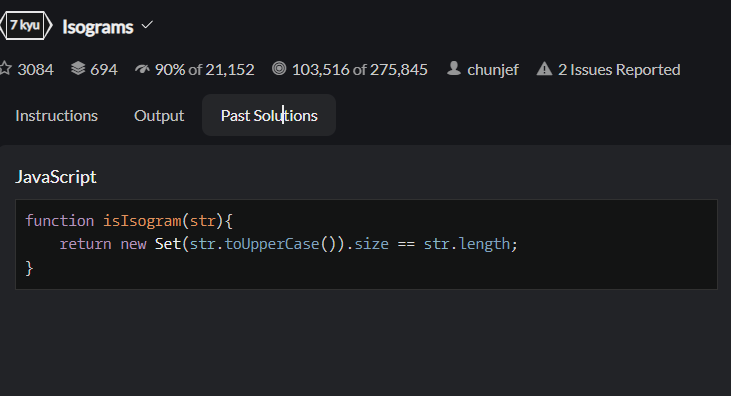 7 kyu Isograms
3084 694 90% of 21,152 103,516 of 275,845 chunjef 2 Issues Reported
Instructions Output Past Solutions
JavaScript
function isIsogram(str){
    return new Set(str.toUpperCase()).size == str.length;
}